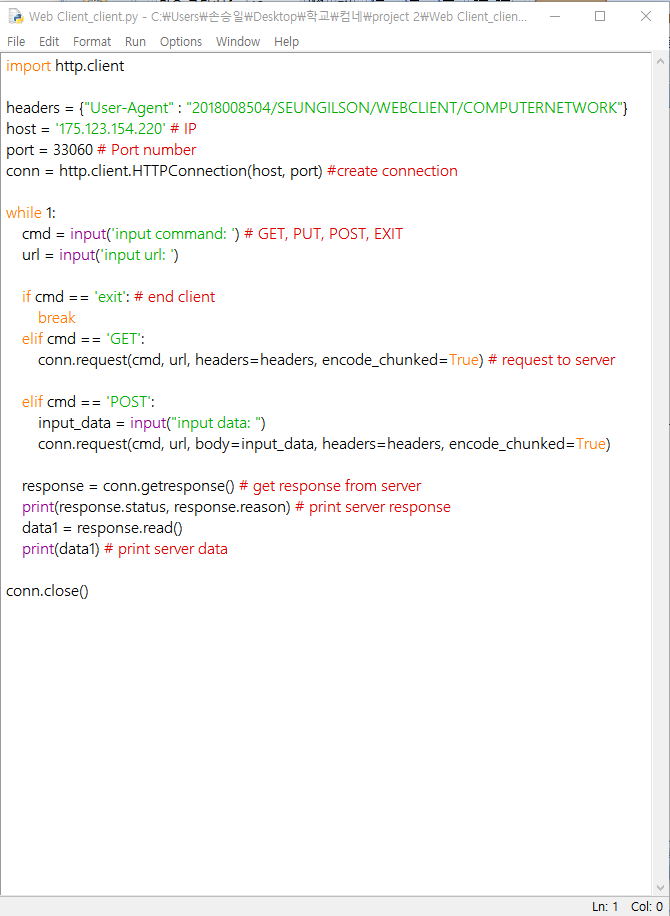 Web Client_client.py - C:₩Users₩손승일₩Desktop₩학교₩컴네₩project 2₩Web Client_clien...
File Edit Format Run Options Window Help
import http.client
headers = {"User-Agent" : "2018008504/SEUNGILSON/WEBCLIENT/COMPUTERNETWORK"}
host = '175.123.154.220' # IP
port = 33060 # Port number
conn = http.client.HTTPConnection(host, port) #create connection
while 1:
    cmd = input('input command: ') # GET, PUT, POST, EXIT
    url = input('input url: ')
    if cmd == 'exit': # end client
        break
    elif cmd == 'GET':
        conn.request(cmd, url, headers=headers, encode_chunked=True) # request to server
    elif cmd == 'POST':
        input_data = input("input data: ")
        conn.request(cmd, url, body=input_data, headers=headers, encode_chunked=True)
    response = conn.getresponse() # get response from server
    print(response.status, response.reason) # print server response
    data1 = response.read()
    print(data1) # print server data
conn.close()
Ln: 1 Col: 0